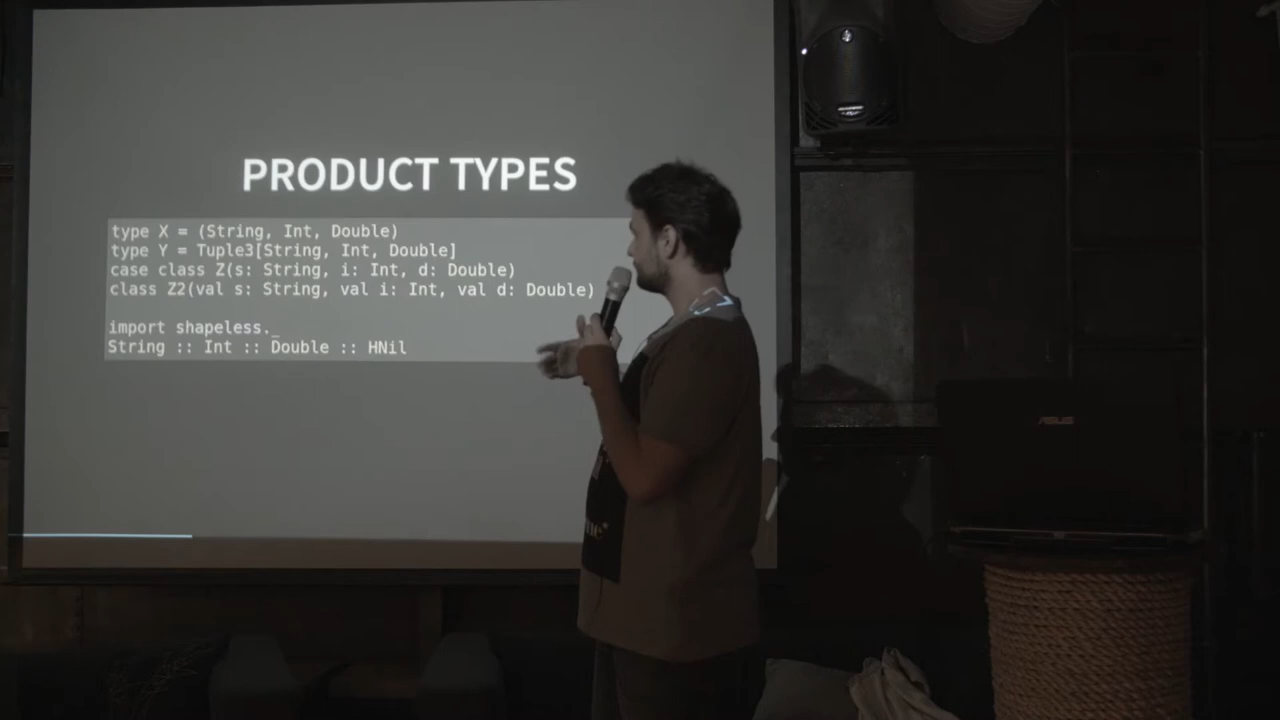 PRODUCT TYPES
type X = (String, Int, Double)
type Y = Tuple3[String, Int, Double]
case class Z(s: String, i: Int, d: Double)
class Z2(val s: String, val i: Int, val d: Double)
import shapeless._
String :: Int :: Double :: HNil
ASUS